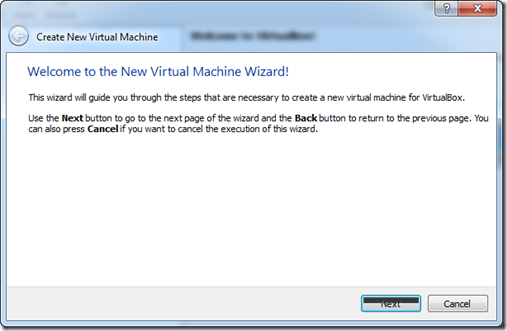 Create New Virtual Machine
Welcome to VirtualBox!
Welcome to the New Virtual Machine Wizard!
This wizard will guide you through the steps that are necessary to create a new virtual machine for VirtualBox.
Use the Next button to go to the next page of the wizard and the Back button to return to the previous page. You
can also press Cancel if you want to cancel the execution of this wizard.
Cancel